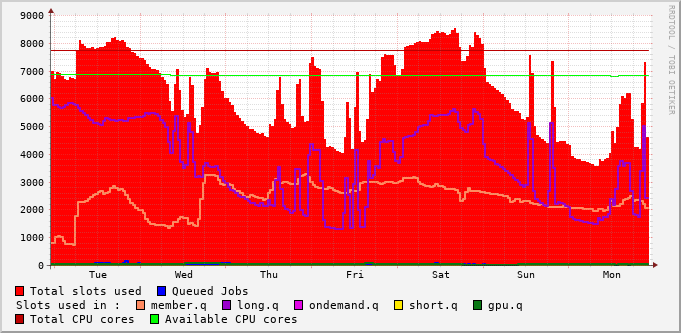 9000
8000
7000
6000
5000
4000
3000
2000
1000
0
Tue Wed Thu Fri Sat Sun Mon
RRDTOOL / TOBI OETIKER
Total slots used Queued Jobs
Slots used in : member.q long.q ondemand.q short.q gpu.q
Total CPU cores Available CPU cores